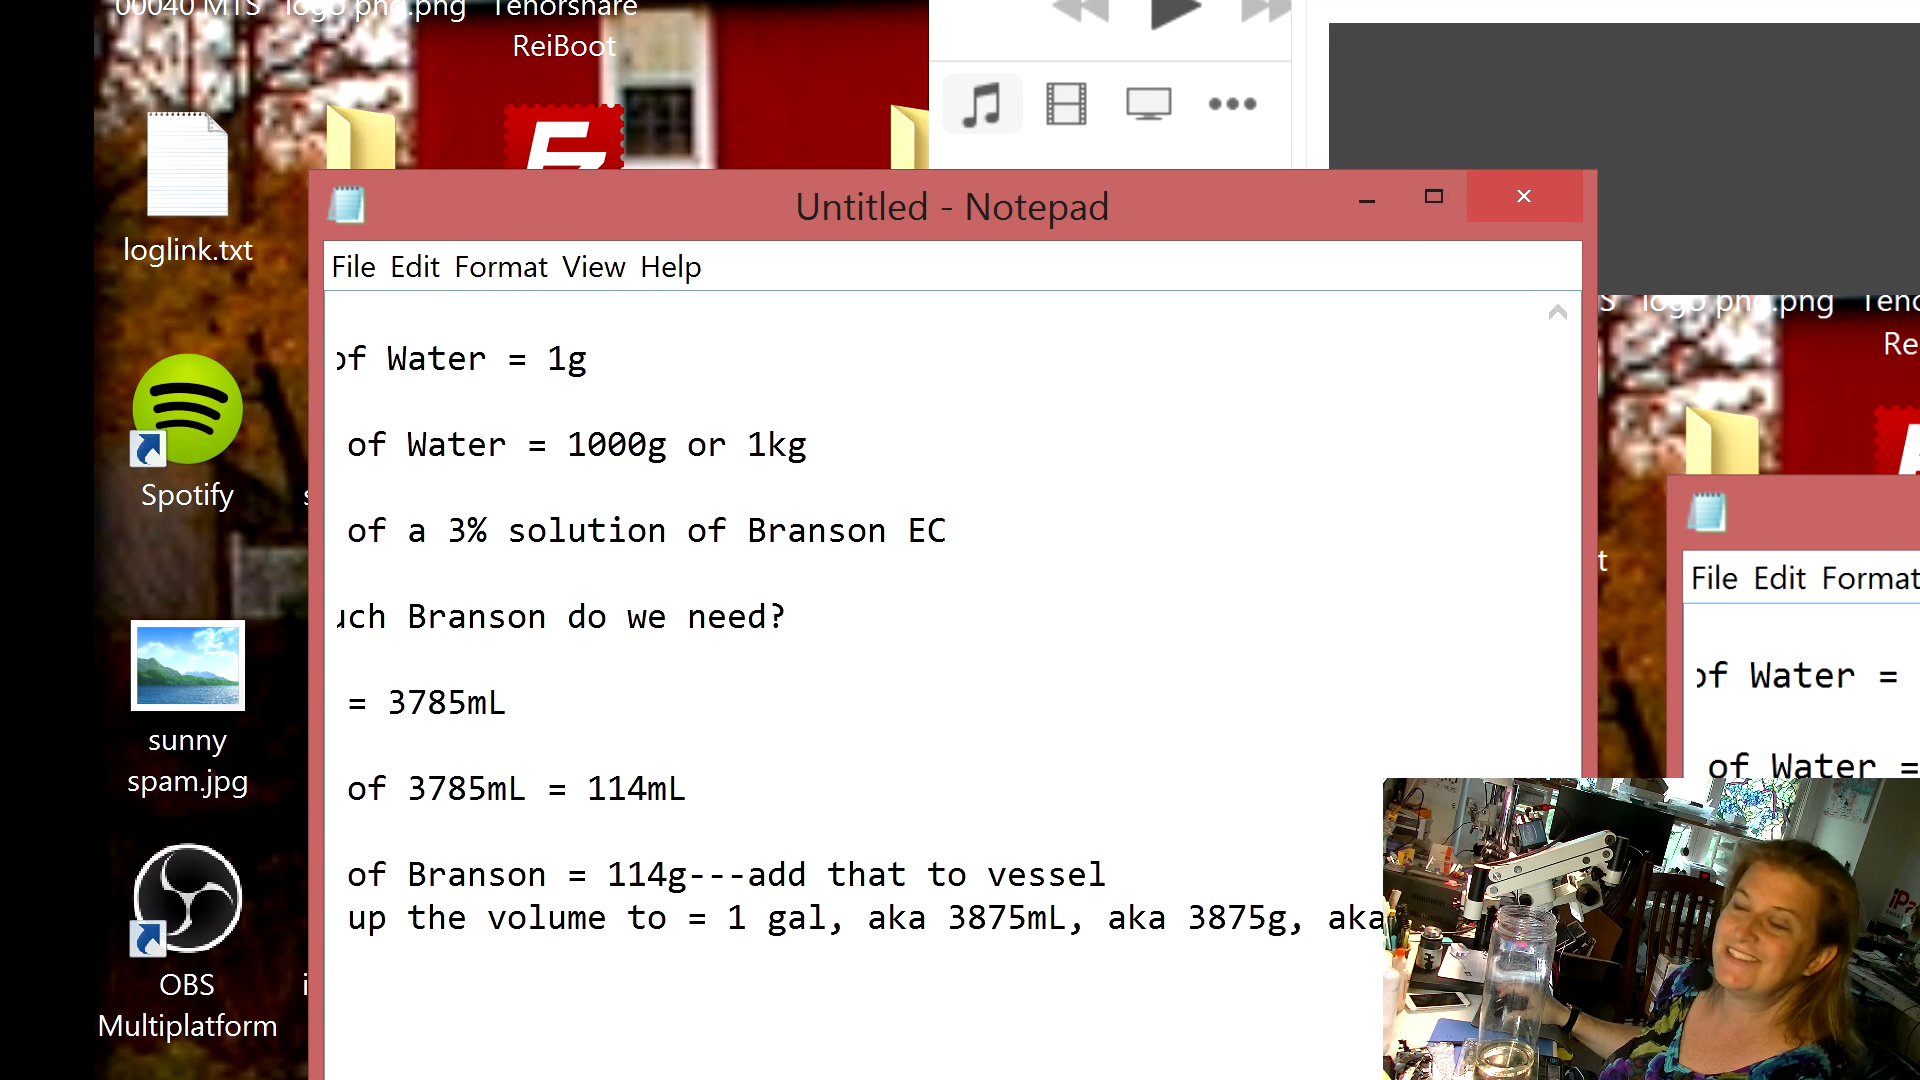 00040.MTS logo png.png Tenorshare
ReiBoot
loglink.txt
Spotify
sunny
spam.jpg
OBS
Multiplatform
Untitled - Notepad
File Edit Format View Help
of Water = 1g
of Water = 1000g or 1kg
of a 3% solution of Branson EC
uch Branson do we need?
= 3785mL
of 3785mL = 114mL
of Branson = 114g---add that to vessel
up the volume to = 1 gal, aka 3875mL, aka 3875g, aka
S logo png.png Teno
Re
t
File Edit Format
of Water =
of Water =